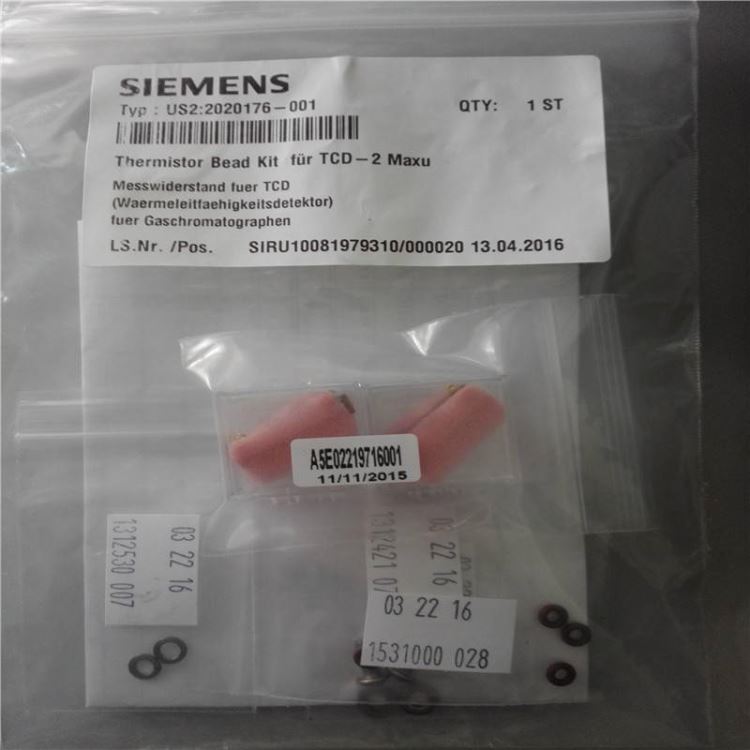 SIEMENS
Typ : US2:2020176-001 QTY: 1 ST
Thermistor Bead Kit für TCD-2 Maxu
Messwiderstand fuer TCD
(Waermeleitfaehigkeitsdetektor)
fuer Gaschromatographen
LS.Nr. /Pos. SIRU10081979310/000020 13.04.2016
A5E02219716001
11/11/2015
03 22 16
1312530 007
03 22 16
1312421 07
03 22 16
1531000 028